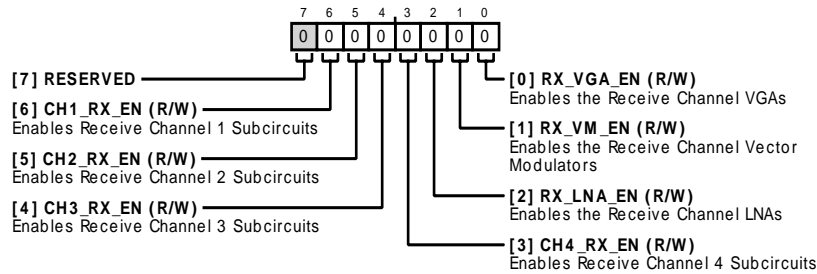 7 6 5 4 3 2 1 0
0 0 0 0 0 0 0 0
[7] RESERVED
[6] CH1_RX_EN (R/W)
Enables Receive Channel 1 Subcircuits
[5] CH2_RX_EN (R/W)
Enables Receive Channel 2 Subcircuits
[4] CH3_RX_EN (R/W)
Enables Receive Channel 3 Subcircuits
[0] RX_VGA_EN (R/W)
Enables the Receive Channel VGAs
[1] RX_VM_EN (R/W)
Enables the Receive Channel Vector
Modulators
[2] RX_LNA_EN (R/W)
Enables the Receive Channel LNAs
[3] CH4_RX_EN (R/W)
Enables Receive Channel 4 Subcircuits